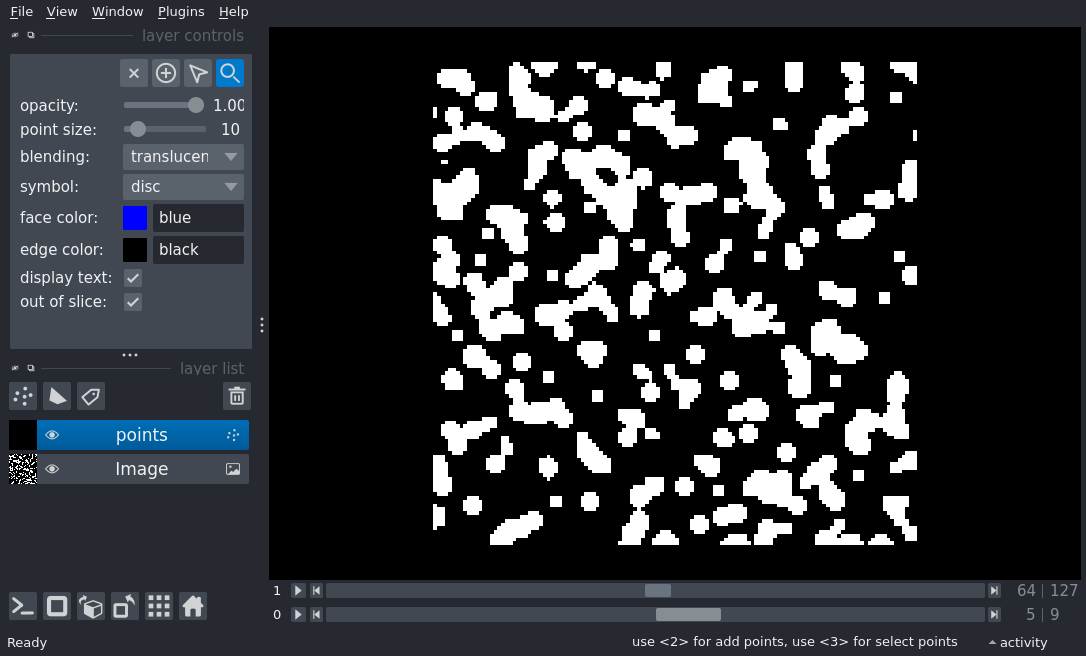 File View Window Plugins Help
layer controls
opacity: 1.00
point size: 10
blending: translucen
symbol: disc
face color: blue
edge color: black
display text:
out of slice:
layer list
points
Image
1 64 | 127
0 5 | 9
Ready use <2> for add points, use <3> for select points activity